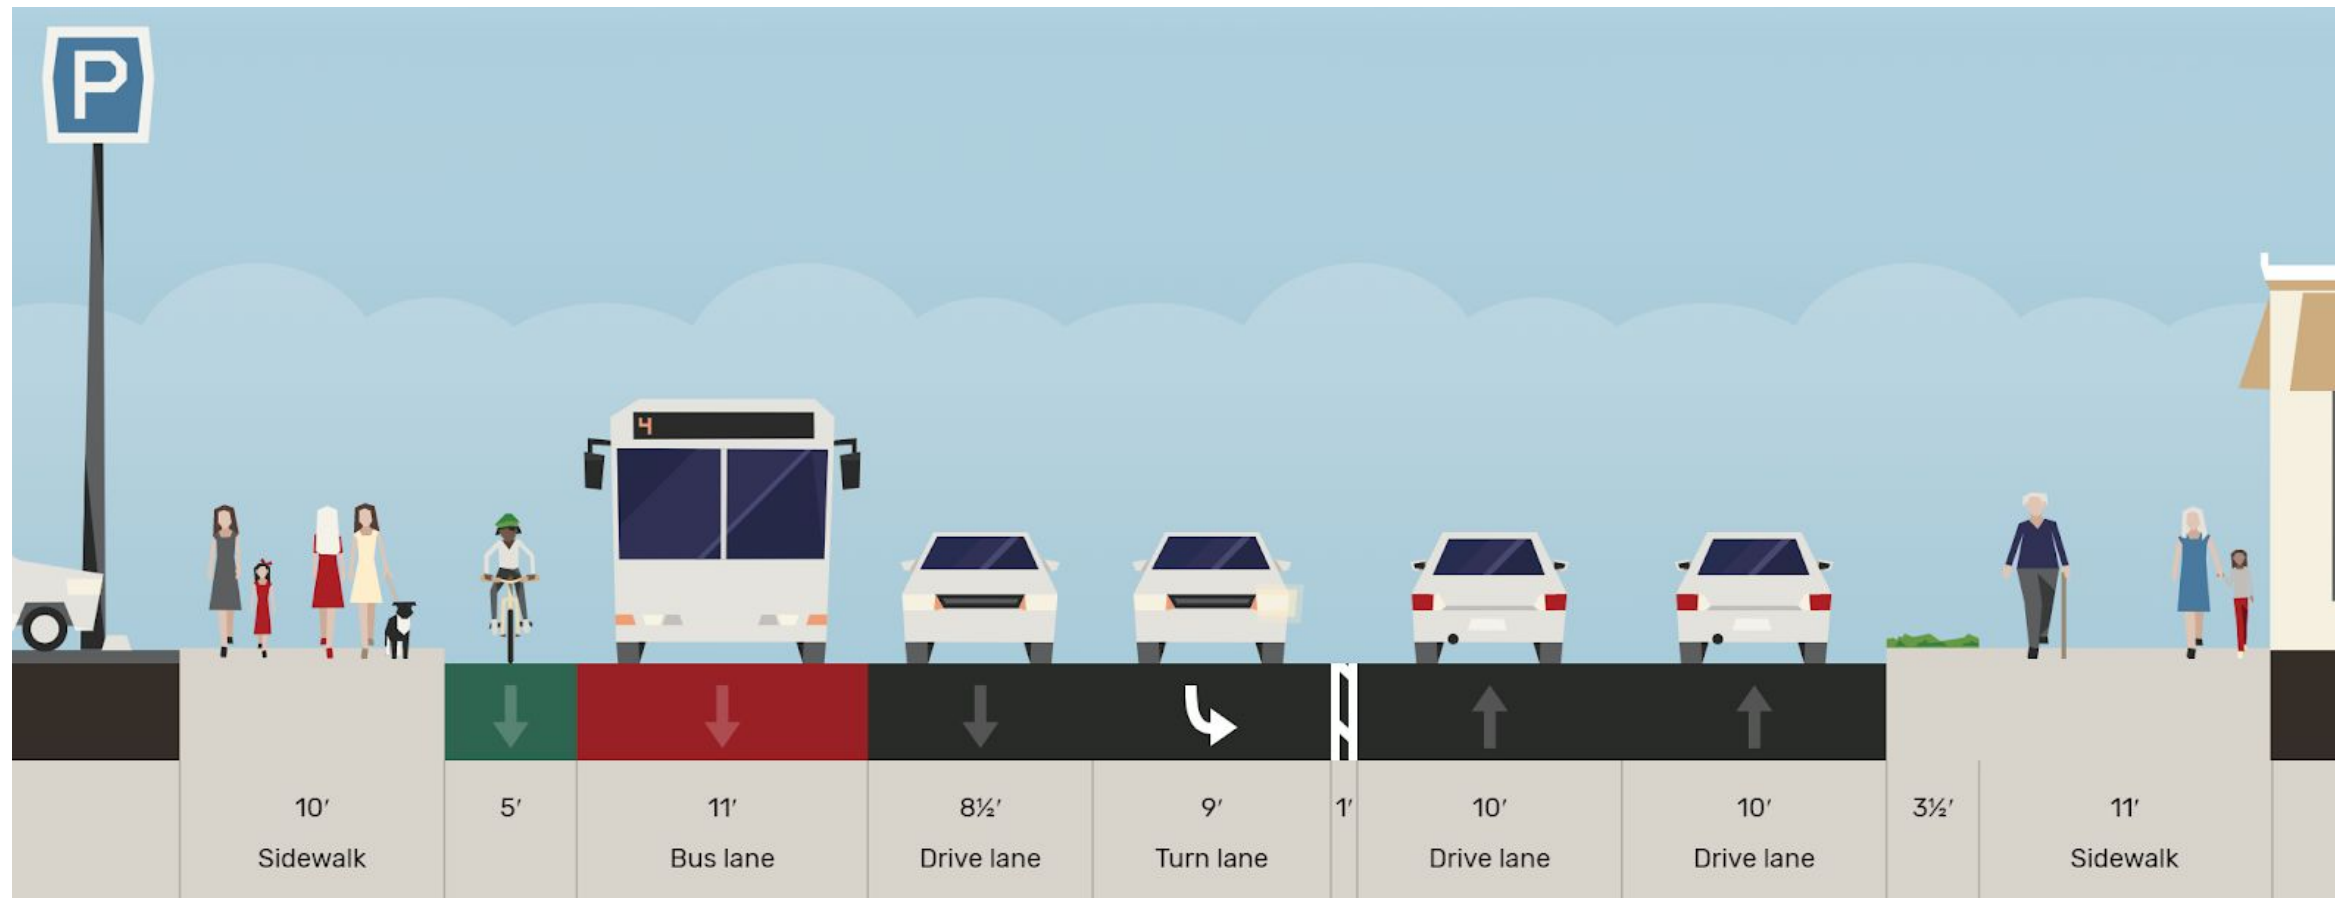 P
4
10′
5′
11′
8½′
9′
1′
10′
10′
3½′
11′
Sidewalk
Bus lane
Drive lane
Turn lane
Drive lane
Drive lane
Sidewalk